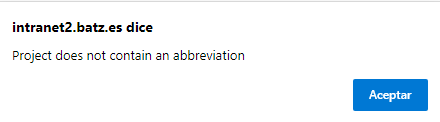 intranet2.batz.es dice
Project does not contain an abbreviation
Aceptar